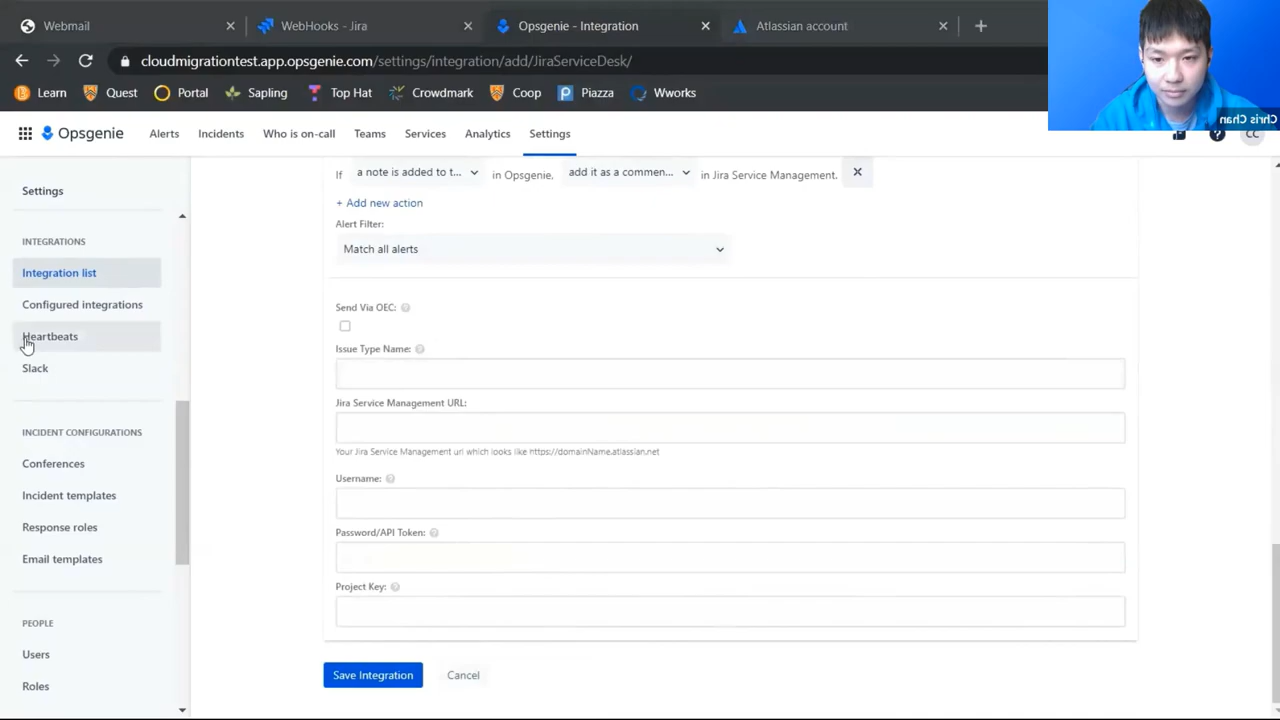 Webmail
WebHooks - Jira
Opsgenie - Integration
Atlassian account
cloudmigrationtest.app.opsgenie.com/settings/integration/add/JiraServiceDesk/
Learn Quest Portal Sapling Top Hat Crowdmark Coop Piazza Wworks
Chris Chan
Opsgenie Alerts Incidents Who is on-call Teams Services Analytics Settings CC
Settings
INTEGRATIONS
Integration list
Configured integrations
Heartbeats
Slack
INCIDENT CONFIGURATIONS
Conferences
Incident templates
Response roles
Email templates
PEOPLE
Users
Roles
If a note is added to t... in Opsgenie, add it as a commen... in Jira Service Management.
+ Add new action
Alert Filter:
Match all alerts
Send Via OEC:
Issue Type Name:
Jira Service Management URL:
Your Jira Service Management url which looks like https://domainName.atlassian.net
Username:
Password/API Token:
Project Key:
Save Integration Cancel